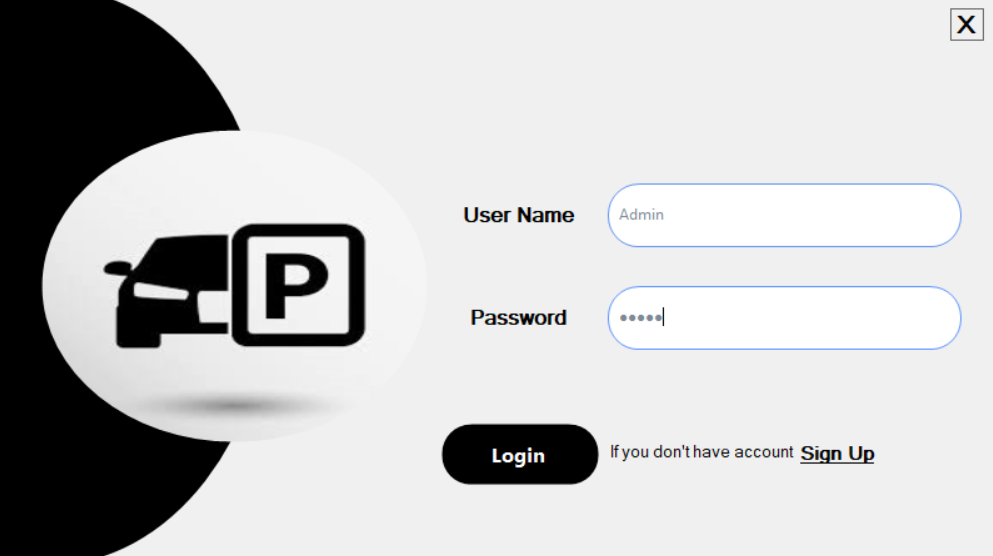 X
P
User Name
Admin
Password
•••••
Login
If you don't have account Sign Up